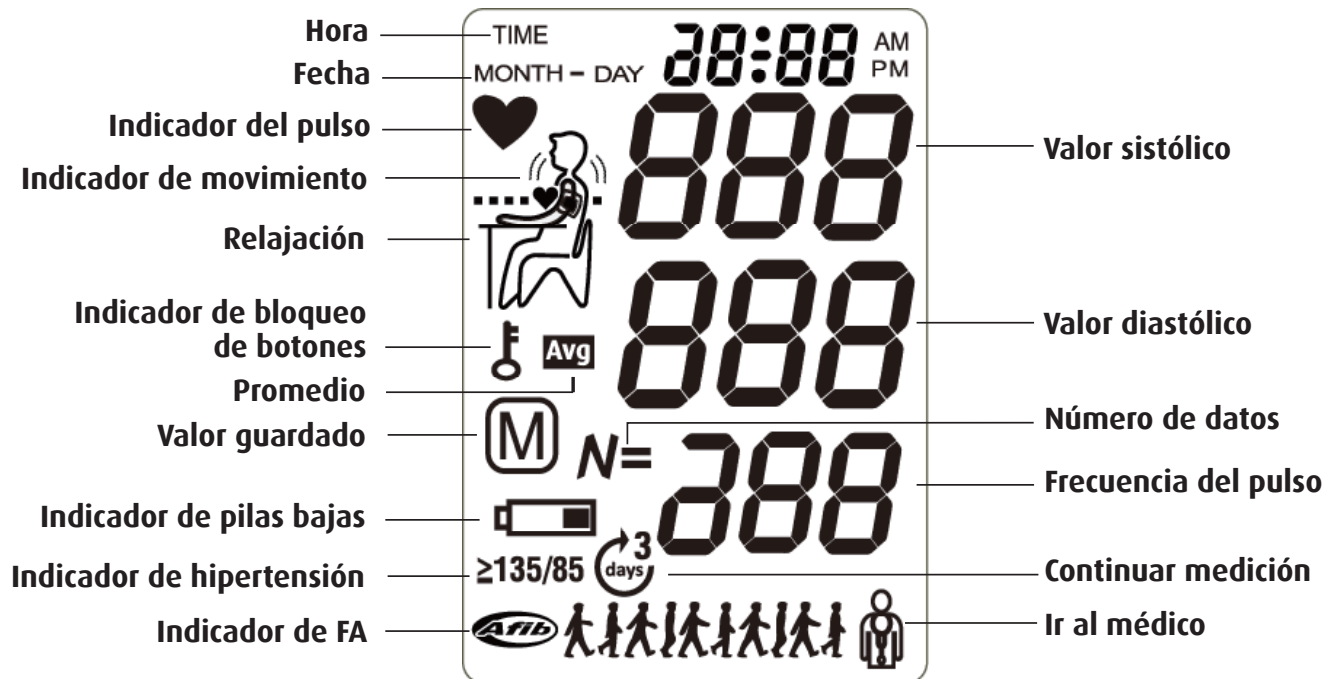 Hora
Fecha
Indicador del pulso
Indicador de movimiento
Relajación
Indicador de bloqueo
de botones
Promedio
Valor guardado
Indicador de pilas bajas
Indicador de hipertensión
Indicador de FA
TIME
28:88
AM
PM
MONTH - DAY
888
888
Avg
M
N=
288
≥135/85
3
days
Afib
Valor sistólico
Valor diastólico
Número de datos
Frecuencia del pulso
Continuar medición
Ir al médico